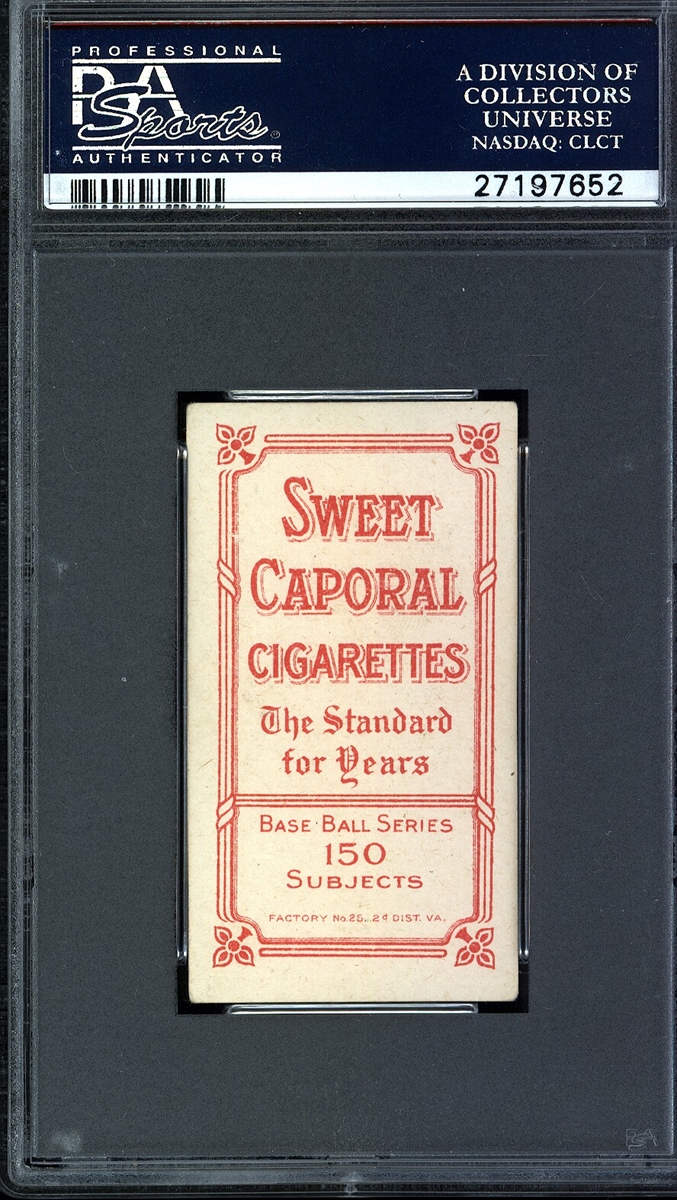 PROFESSIONAL
PSA
Sports
AUTHENTICATOR
A DIVISION OF
COLLECTORS
UNIVERSE
NASDAQ: CLCT
27197652
SWEET
CAPORAL
CIGARETTES
The Standard
for Years
BASE BALL SERIES
150
SUBJECTS
FACTORY No. 25.. 2d DIST. VA.
PSA